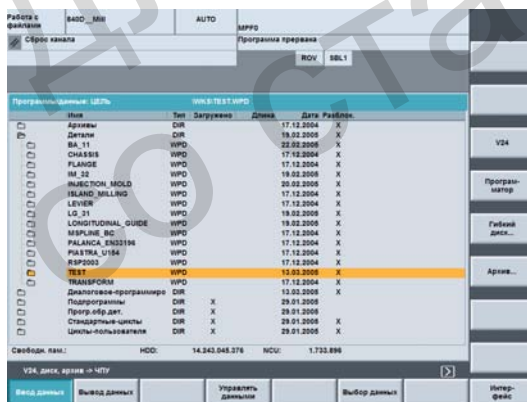 Работа с файлами 840D__Mill AUTO MPF0
Сброс канала Программа прервана
ROV SBL1
Программы/данные: ЦЕЛЬ \WKS\TEST.WPD
Имя Тип Загружено Длина Дата Разблок.
Архивы DIR 17.12.2004 X
Детали DIR 19.02.2005 X
BA_11 WPD 22.02.2005 X
CHASSIS WPD 17.12.2004 X
FLANGE WPD 17.12.2004 X
IM_32 WPD 19.02.2005 X
INJECTION_MOLD WPD 20.02.2005 X
ISLAND_MILLING WPD 17.12.2004 X
LEVIER WPD 17.12.2004 X
LG_31 WPD 19.02.2005 X
LONGITUDINAL_GUIDE WPD 19.02.2005 X
MSPLINE_BC WPD 17.12.2004 X
PALANCA_EN33196 WPD 17.12.2004 X
PIASTRA_U154 WPD 17.12.2004 X
RSP2003 WPD 17.12.2004 X
TEST WPD 13.03.2005 X
TRANSFORM WPD 17.12.2004 X
Диалоговое-программиро DIR 13.03.2005 X
Подпрограммы DIR X 29.01.2005 X
Прогр.обр.дет. DIR X 29.01.2005 X
Стандартные-циклы DIR X 29.01.2005 X
Циклы-пользователя DIR X 29.01.2005 X
Свободн. пам.: HDD: 14.243.045.376 NCU: 1.733.896
V24, диск, архив -> ЧПУ
Ввод данных Вывод данных Управлять данными Выбор данных Интер-фейс
V24
Програм-
матор
Гибкий
диск...
Архив...